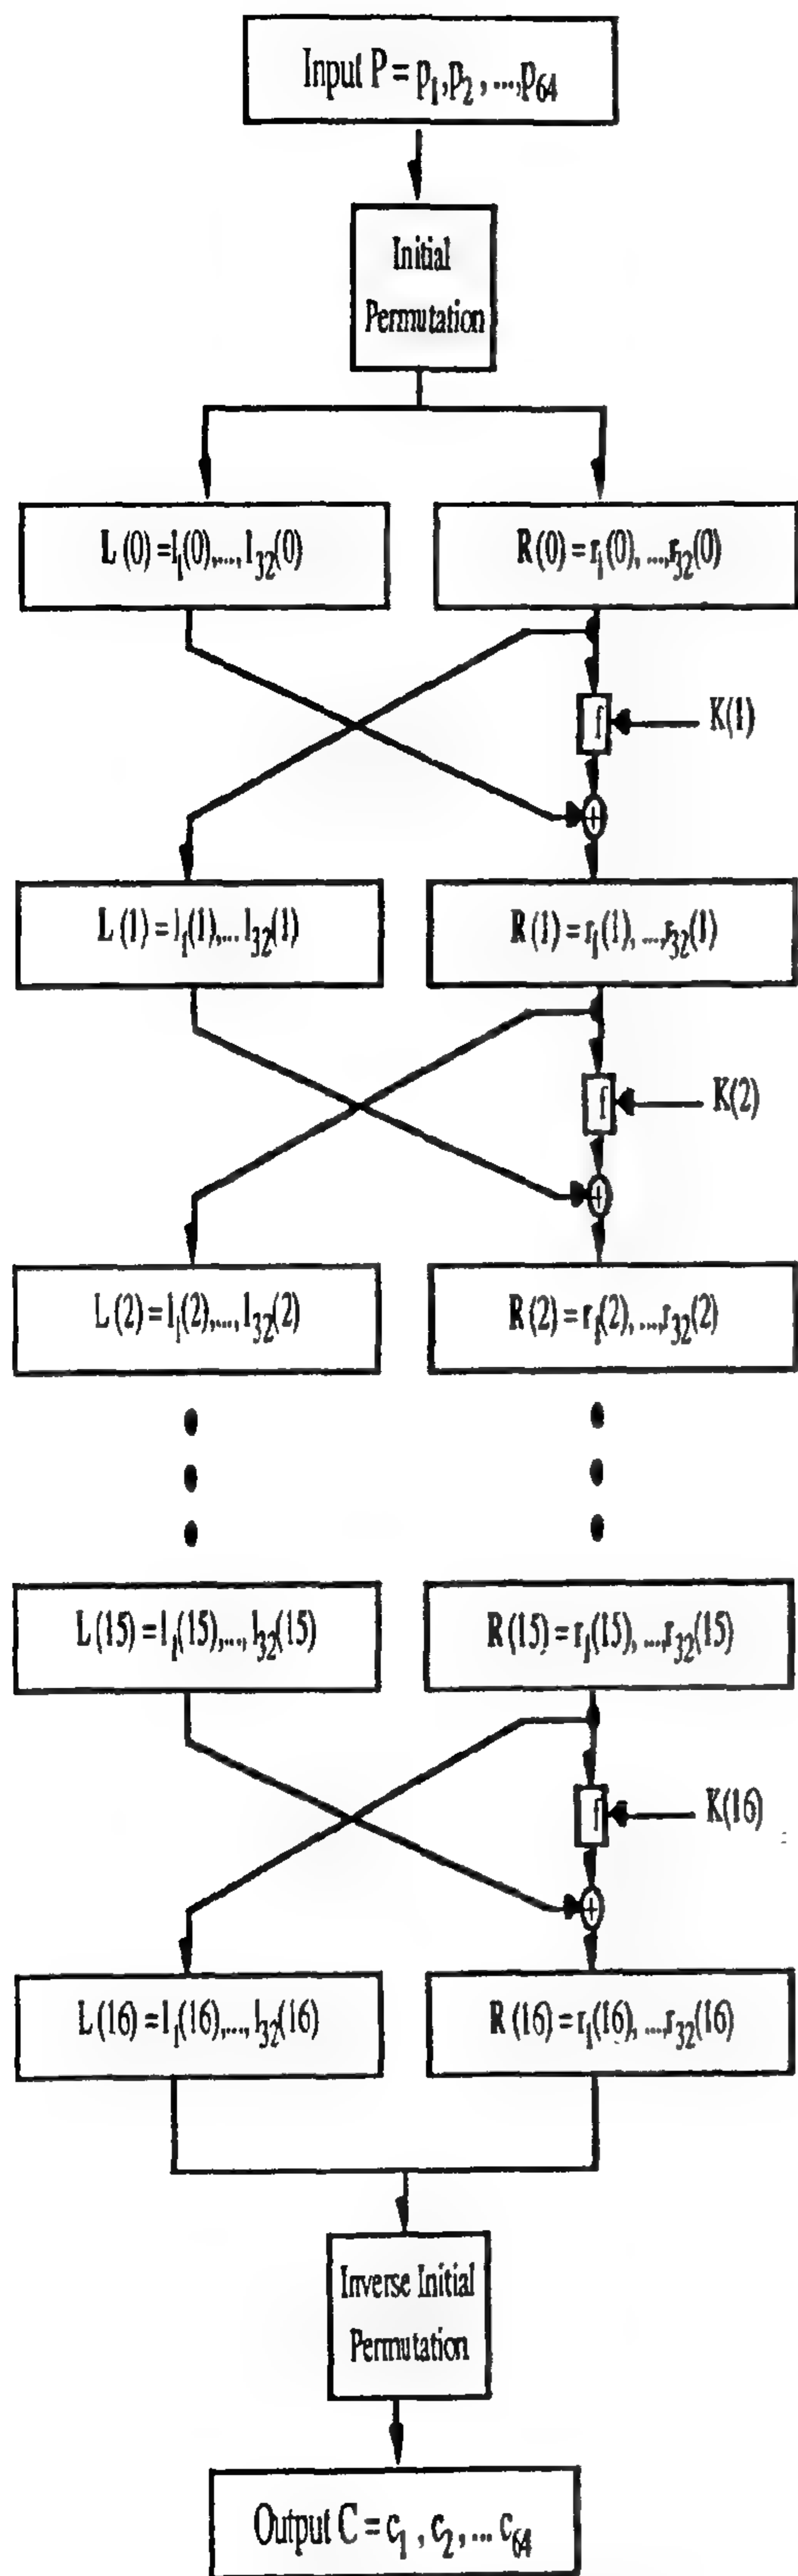 Input P = p₁,p₂ , ...,p₆₄
Initial
Permutation
L (0) =l₁(0),..., l₃₂(0)
R(0) = r₁(0), ...,r₃₂(0)
f
K(1)
+
L (1) = l₁(1),... l₃₂(1)
R(1) = r₁(1), ...,r₃₂(1)
f
K(2)
+
L (2) = l₁(2),..., l₃₂(2)
R(2) = r₁(2), ...,r₃₂(2)
L (15) = l₁(15),..., l₃₂(15)
R (15) = r₁(15), ...,r₃₂(15)
f
K(16)
+
L (16) = l₁(16),..., l₃₂(16)
R (16) = r₁(16), ...,r₃₂(16)
Inverse Initial
Permutation
Output C = c₁ , c₂, ... c₆₄